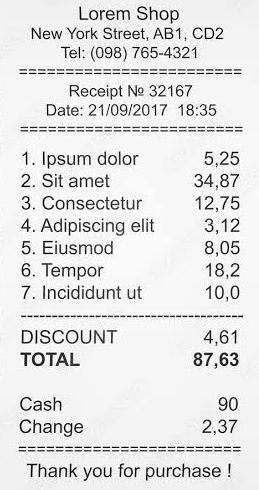 Lorem Shop
New York Street, AB1, CD2
Tel: (098) 765-4321
========================
Receipt № 32167
Date: 21/09/2017 18:35
========================
1. Ipsum dolor 5,25
2. Sit amet 34,87
3. Consectetur 12,75
4. Adipiscing elit 3,12
5. Eiusmod 8,05
6. Tempor 18,2
7. Incididunt ut 10,0
------------------------------------
DISCOUNT 4,61
TOTAL 87,63
Cash 90
Change 2,37
========================
Thank you for purchase !